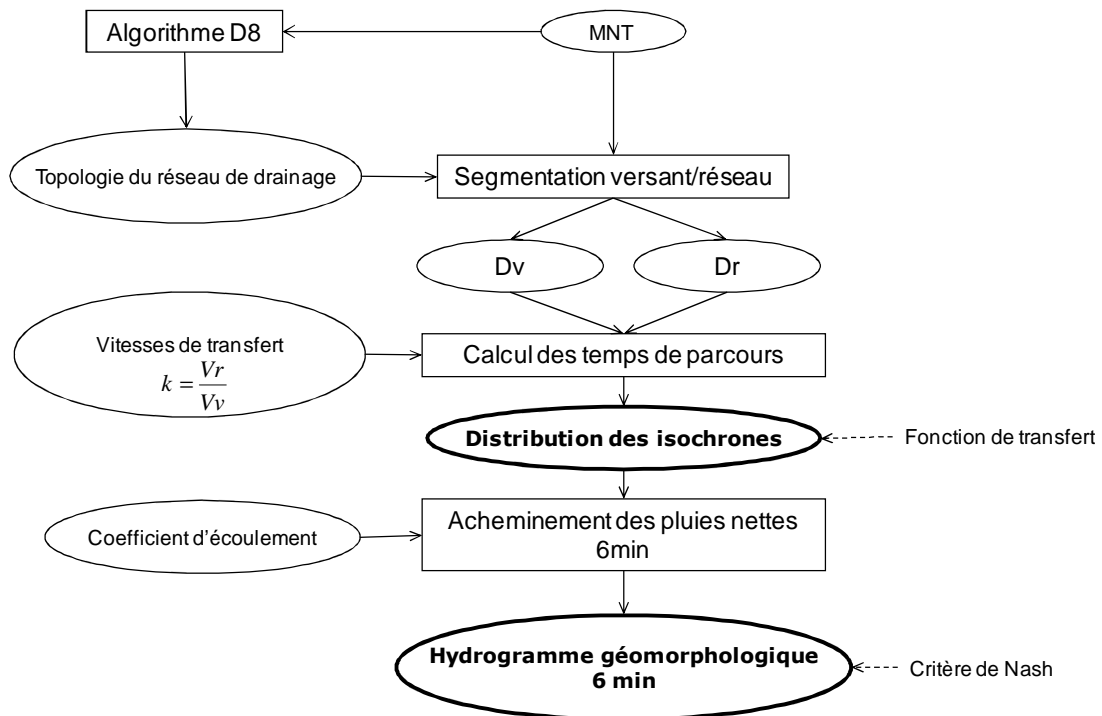 Algorithme D8
MNT
Topologie du réseau de drainage
Segmentation versant/réseau
Dv
Dr
Vitesses de transfert
k = Vr/Vv
Calcul des temps de parcours
Distribution des isochrones
Fonction de transfert
Coefficient d'écoulement
Acheminement des pluies nettes
6min
Hydrogramme géomorphologique
6 min
Critère de Nash